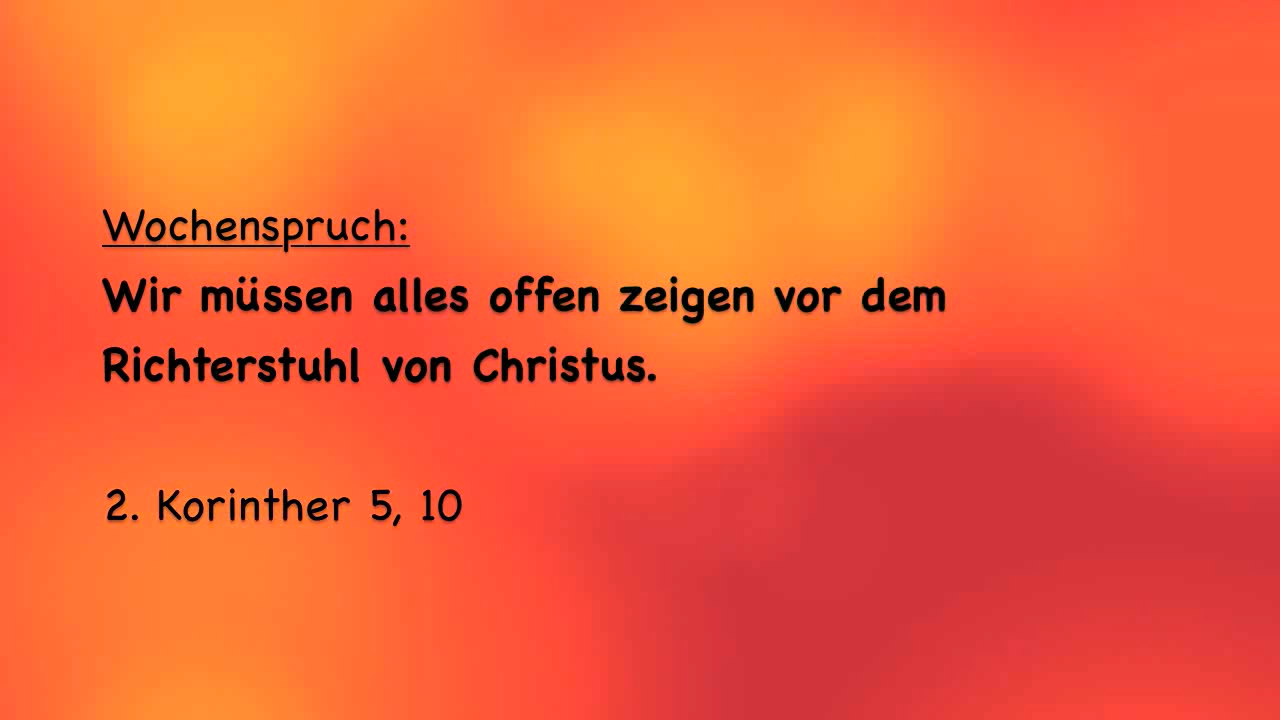 Wochenspruch:
Wir müssen alles offen zeigen vor dem
Richterstuhl von Christus.
2. Korinther 5, 10